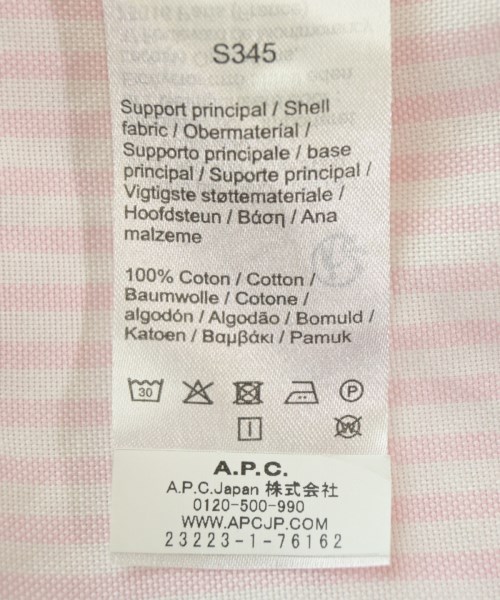 S345
Support principal / Shell
fabric / Obermaterial /
Supporto principale / base
principal / Suporte principal /
Vigtigste støttemateriale /
Hoofdsteun / Βάση / Ana
malzeme
100% Coton / Cotton /
Baumwolle / Cotone /
algodón / Algodão / Bomuld /
Katoen / Βαμβάκι / Pamuk
30 P
W
A.P.C.
A.P.C.Japan 株式会社
0120-500-990
WWW.APCJP.COM
23223-1-76162